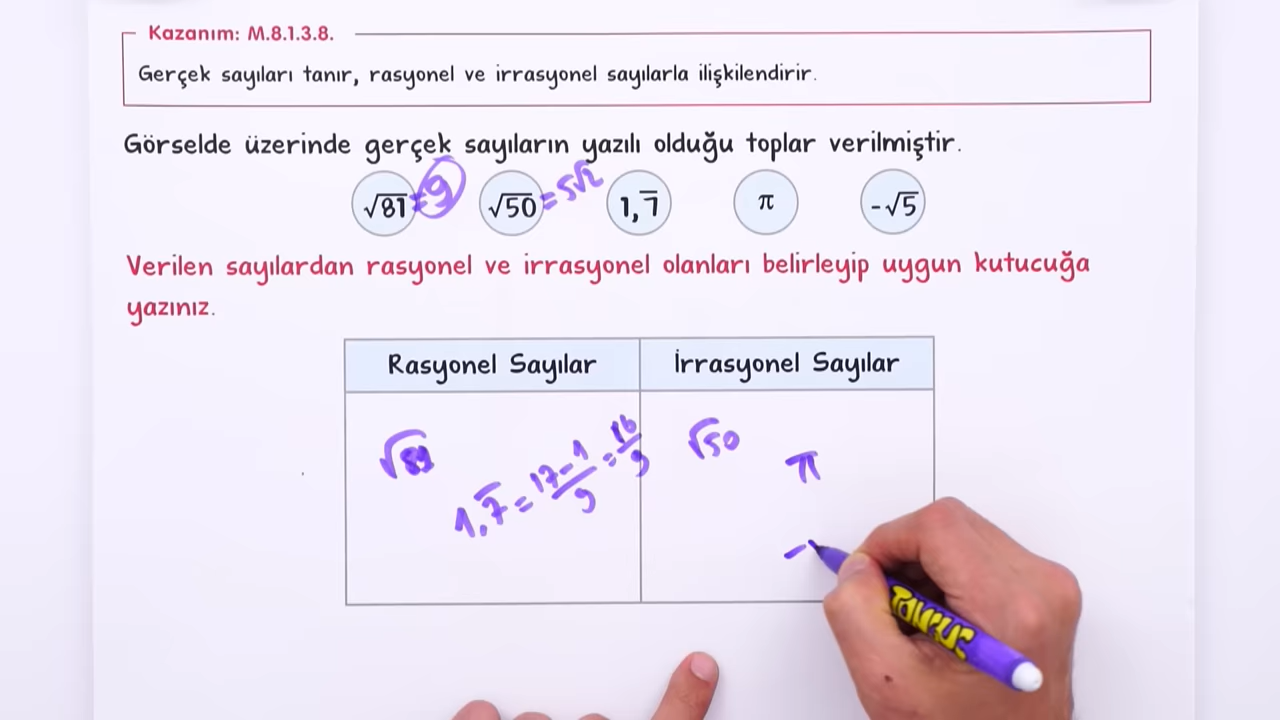 Kazanım: M.8.1.3.8.
Gerçek sayıları tanır, rasyonel ve irrasyonel sayılarla ilişkilendirir.
Görselde üzerinde gerçek sayıların yazılı olduğu toplar verilmiştir.
√81 = 9 √50 = 5√2 1,7̅ π -√5
Verilen sayılardan rasyonel ve irrasyonel olanları belirleyip uygun kutucuğa
yazınız.
Rasyonel Sayılar İrrasyonel Sayılar
√81 √50
1,7̅ = 17-1/9 = 16/9 π
-